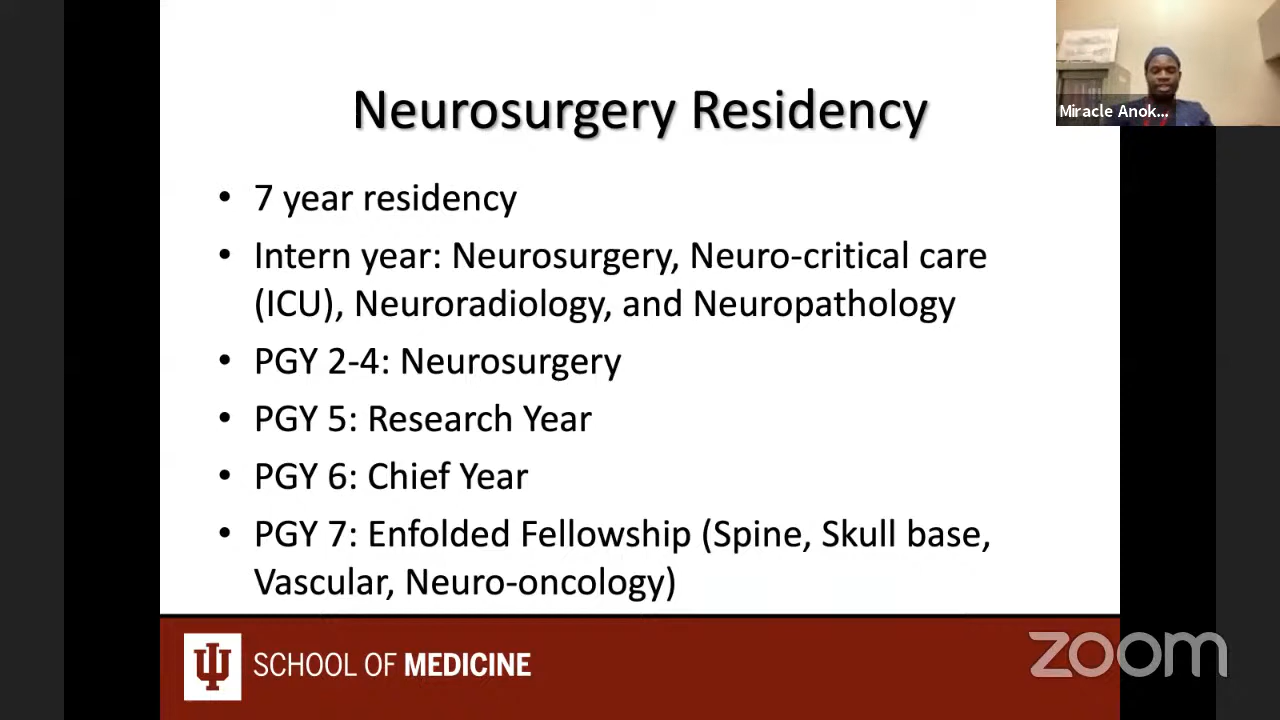 Neurosurgery Residency
Miracle Anok...
• 7 year residency
• Intern year: Neurosurgery, Neuro-critical care
(ICU), Neuroradiology, and Neuropathology
• PGY 2-4: Neurosurgery
• PGY 5: Research Year
• PGY 6: Chief Year
• PGY 7: Enfolded Fellowship (Spine, Skull base,
Vascular, Neuro-oncology)
SCHOOL OF MEDICINE
zoom